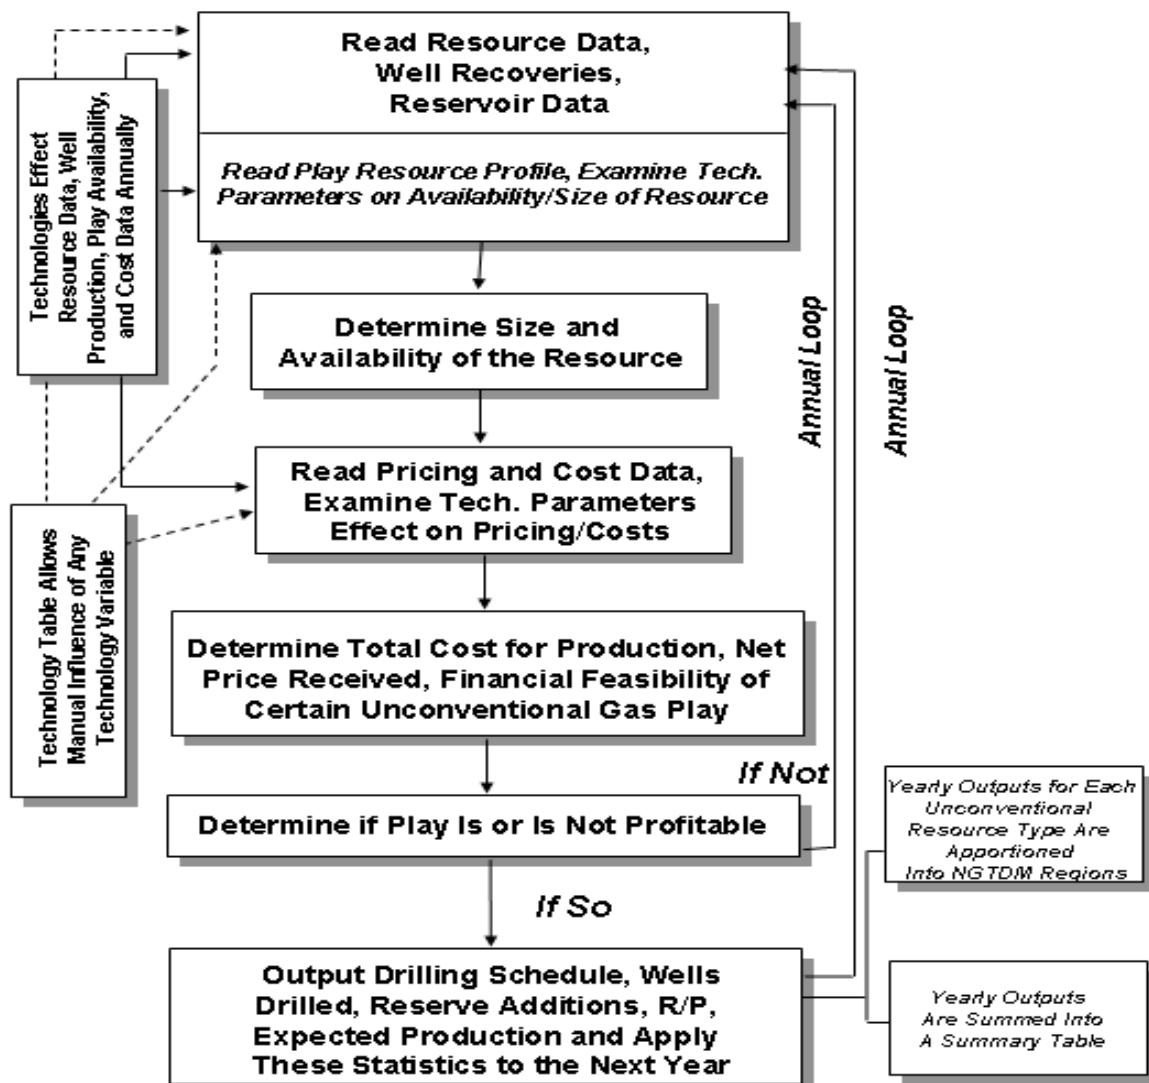 Read Resource Data,
Well Recoveries,
Reservoir Data
Read Play Resource Profile, Examine Tech.
Parameters on Availability/Size of Resource
Technologies Effect
Resource Data, Well
Production, Play Availability,
and Cost Data Annually
Determine Size and
Availability of the Resource
Annual Loop
Annual Loop
Read Pricing and Cost Data,
Examine Tech. Parameters
Effect on Pricing/Costs
Technology Table Allows
Manual Influence of Any
Technology Variable
Determine Total Cost for Production, Net
Price Received, Financial Feasibility of
Certain Unconventional Gas Play
If Not
Determine if Play Is or Is Not Profitable
Yearly Outputs for Each
Unconventional
Resource Type Are
Apportioned
Into NGTDM Regions
If So
Output Drilling Schedule, Wells
Drilled, Reserve Additions, R/P,
Expected Production and Apply
These Statistics to the Next Year
Yearly Outputs
Are Summed Into
A Summary Table